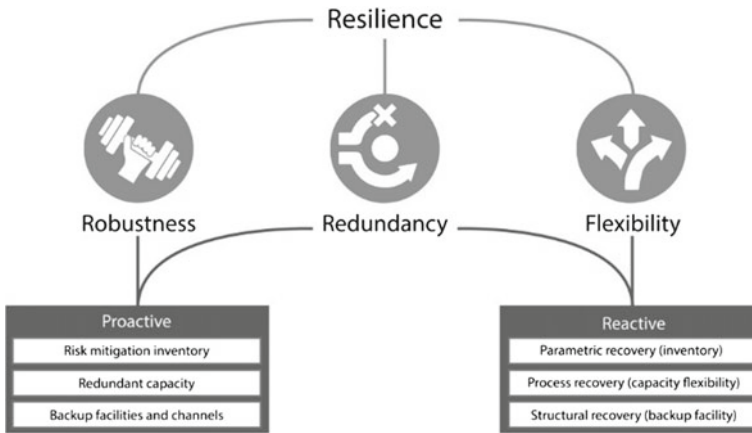 Resilience
Robustness
Redundancy
Flexibility
Proactive
Risk mitigation inventory
Redundant capacity
Backup facilities and channels
Reactive
Parametric recovery (inventory)
Process recovery (capacity flexibility)
Structural recovery (backup facility)